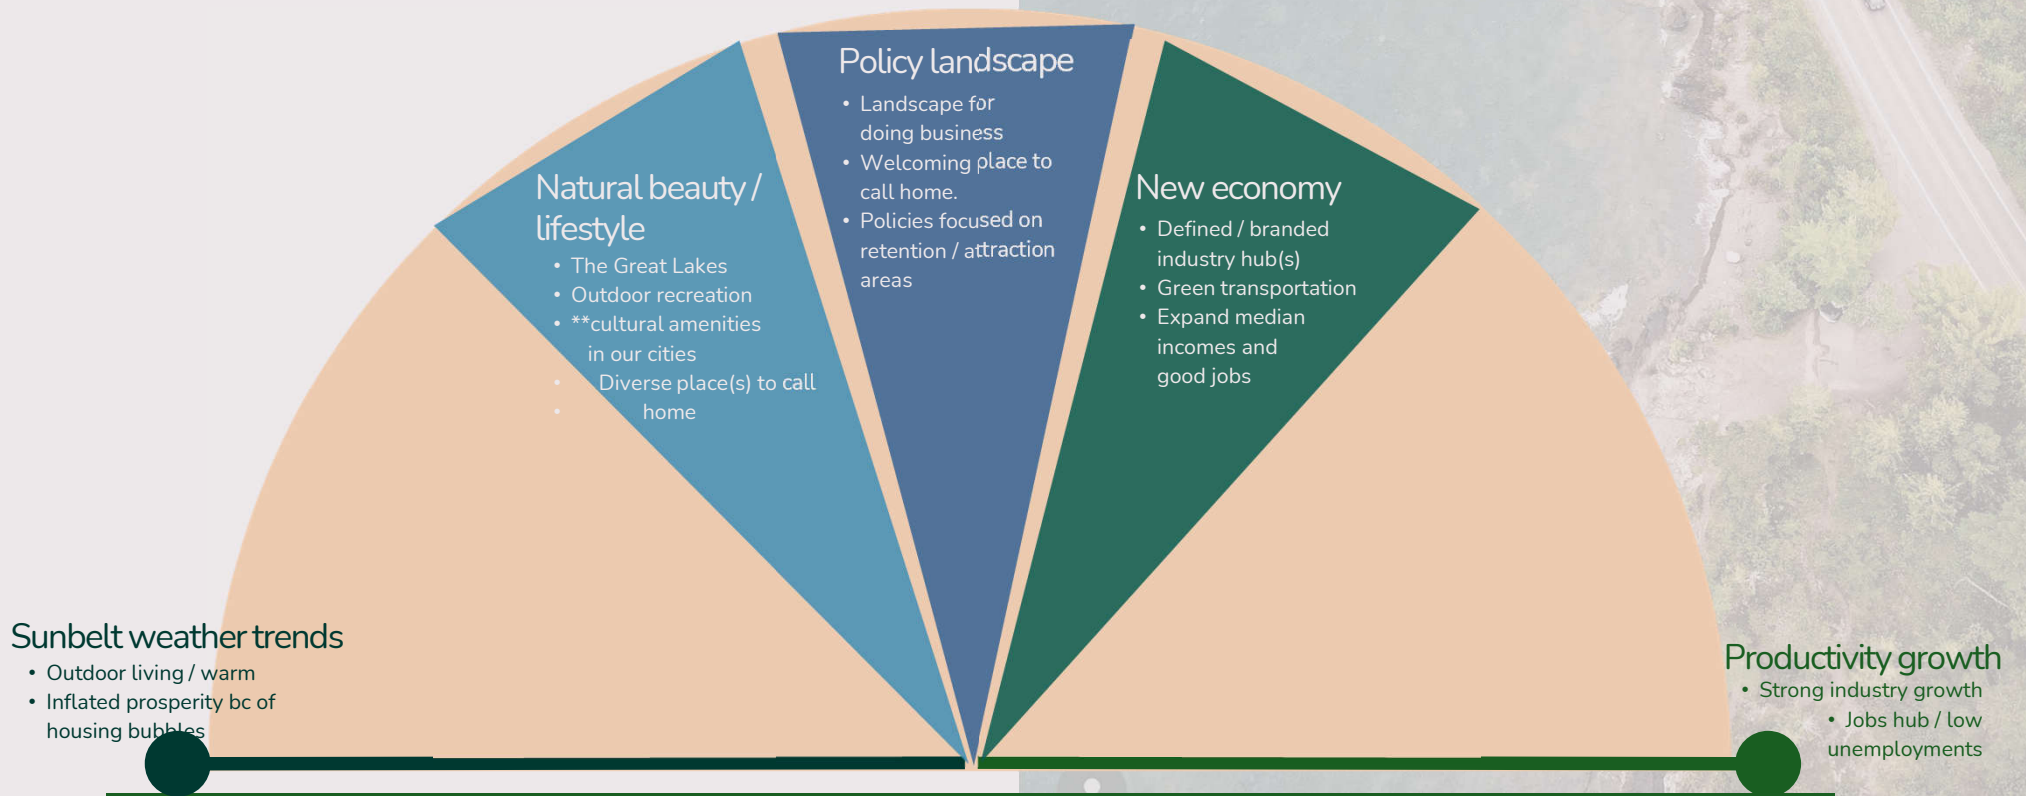 Policy landscape
• Landscape for
doing business
• Welcoming place to
call home.
• Policies focused on
retention / attraction
areas
Natural beauty /
lifestyle
• The Great Lakes
• Outdoor recreation
• **cultural amenities
in our cities
• Diverse place(s) to call
• home
New economy
• Defined / branded
industry hub(s)
• Green transportation
• Expand median
incomes and
good jobs
Sunbelt weather trends
• Outdoor living / warm
• Inflated prosperity bc of
housing bubbles
Productivity growth
• Strong industry growth
• Jobs hub / low
unemployments